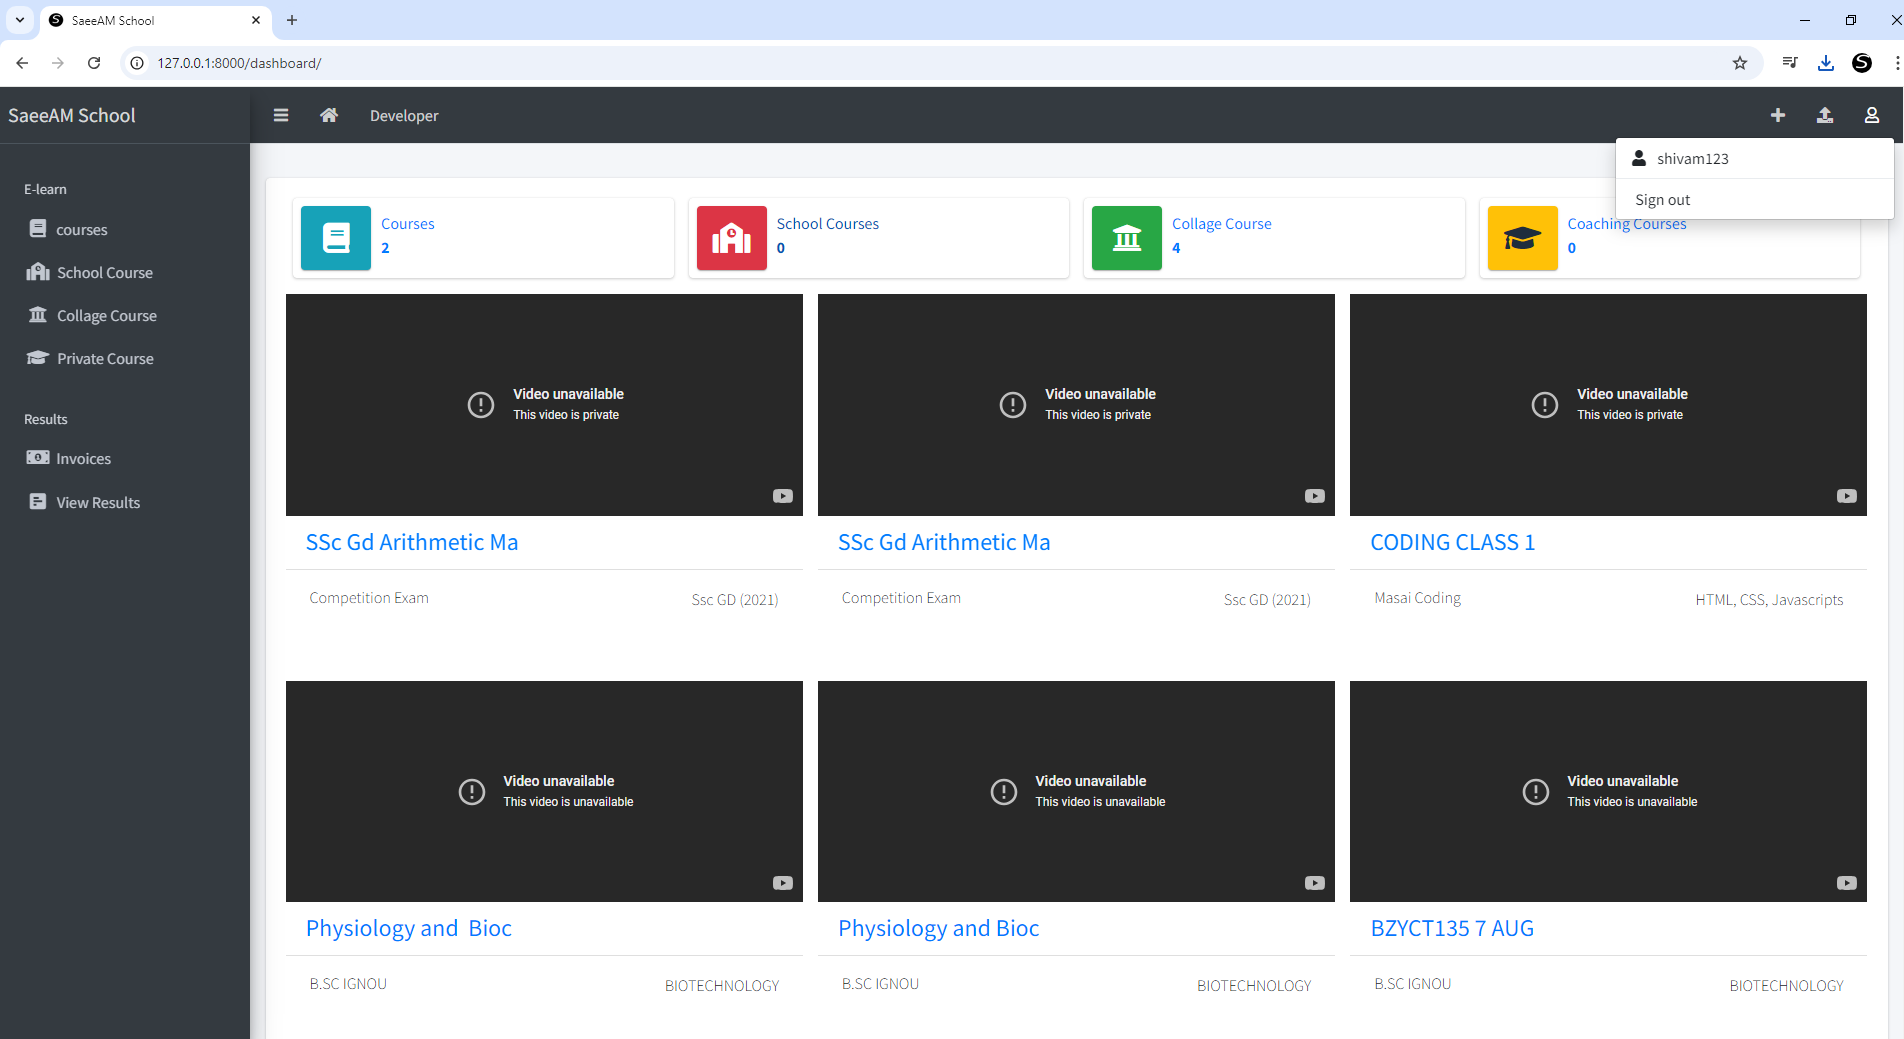 SaeeAM School
127.0.0.1:8000/dashboard/
SaeeAM School
Developer
shivam123
Sign out
E-learn
courses
School Course
Collage Course
Private Course
Results
Invoices
View Results
Courses
2
School Courses
0
Collage Course
4
Coaching Courses
0
Video unavailable
This video is private
Video unavailable
This video is private
Video unavailable
This video is private
SSc Gd Arithmetic Ma
SSc Gd Arithmetic Ma
CODING CLASS 1
Competition Exam
Ssc GD (2021)
Competition Exam
Ssc GD (2021)
Masai Coding
HTML, CSS, Javascripts
Video unavailable
This video is unavailable
Video unavailable
This video is unavailable
Video unavailable
This video is unavailable
Physiology and  Bioc
Physiology and Bioc
BZYCT135 7 AUG
B.SC IGNOU
BIOTECHNOLOGY
B.SC IGNOU
BIOTECHNOLOGY
B.SC IGNOU
BIOTECHNOLOGY